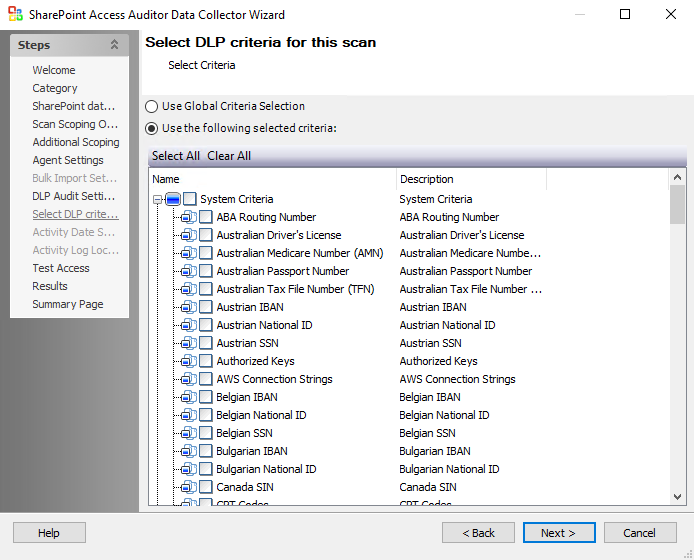 SharePoint Access Auditor Data Collector Wizard
Steps
Welcome
Category
SharePoint dat...
Scan Scoping O...
Additional Scoping
Agent Settings
Bulk Import Set...
DLP Audit Setti...
Select DLP crite...
Activity Date S...
Activity Log Loc...
Test Access
Results
Summary Page
Select DLP criteria for this scan
Select Criteria
Use Global Criteria Selection
Use the following selected criteria:
Select All Clear All
Name Description
System Criteria System Criteria
ABA Routing Number ABA Routing Number
Australian Driver's License Australian Driver's License
Australian Medicare Number (AMN) Australian Medicare Numbe...
Australian Passport Number Australian Passport Number
Australian Tax File Number (TFN) Australian Tax File Number ...
Austrian IBAN Austrian IBAN
Austrian National ID Austrian National ID
Austrian SSN Austrian SSN
Authorized Keys Authorized Keys
AWS Connection Strings AWS Connection Strings
Belgian IBAN Belgian IBAN
Belgian National ID Belgian National ID
Belgian SSN Belgian SSN
Bulgarian IBAN Bulgarian IBAN
Bulgarian National ID Bulgarian National ID
Canada SIN Canada SIN
CPT Codes CPT Codes
Help < Back Next > Cancel